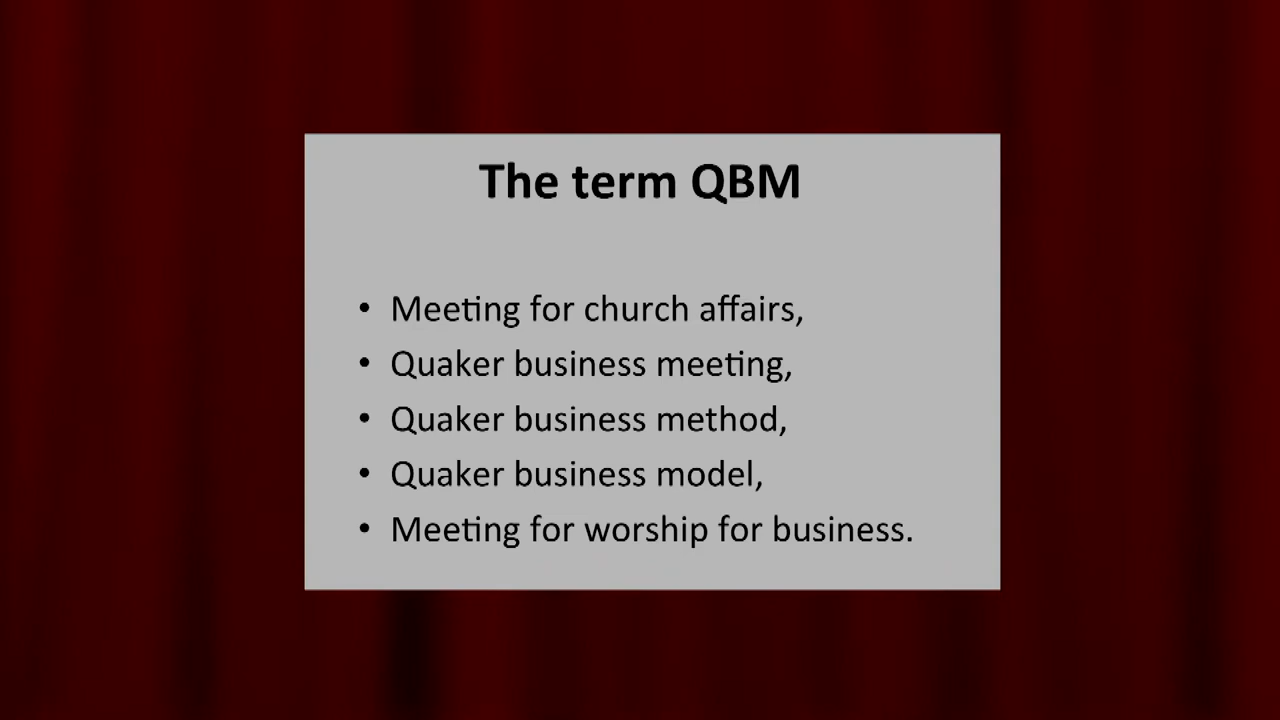 The term QBM
• Meeting for church affairs,
• Quaker business meeting,
• Quaker business method,
• Quaker business model,
• Meeting for worship for business.